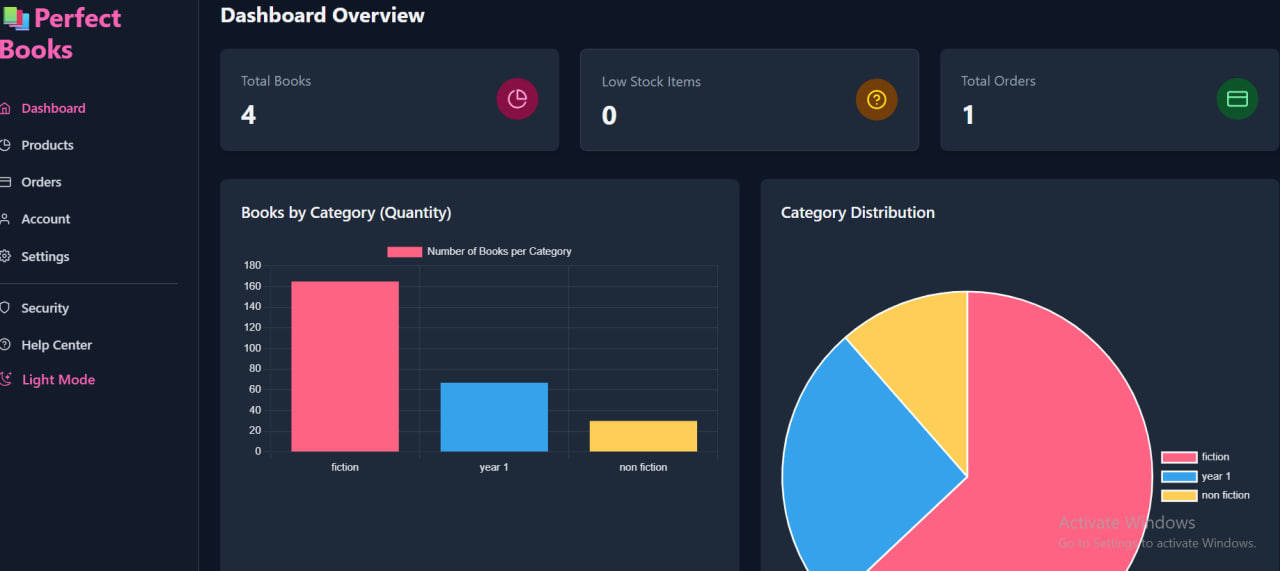 Perfect
Books
Dashboard
Products
Orders
Account
Settings
Security
Help Center
Light Mode
Dashboard Overview
Total Books
4
Low Stock Items
0
Total Orders
1
Books by Category (Quantity)
Number of Books per Category
180
160
140
120
100
80
60
40
20
0
fiction
year 1
non fiction
Category Distribution
fiction
year 1
non fiction
Activate Windows
Go to Settings to activate Windows.